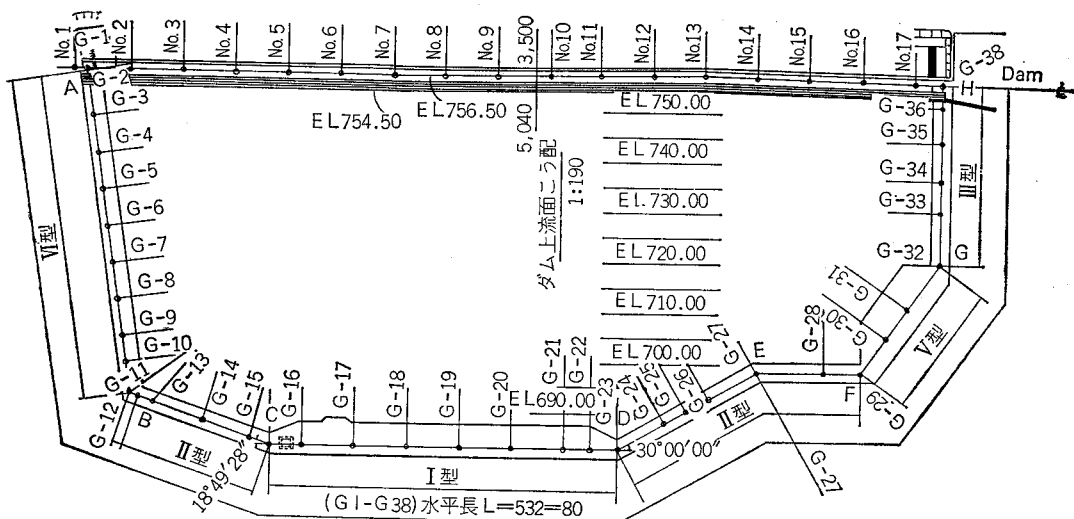 No.1
No.2
No.3
No.4
No.5
No.6
No.7
No.8
No.9
No.10
No.11
No.12
No.13
No.14
No.15
No.16
No.17
3,500
5,040
G-1
G-2
G-3
G-4
G-5
G-6
G-7
G-8
G-9
G-10
G-11
G-12
G-13
G-14
G-15
G-16
G-17
G-18
G-19
G-20
G-21
G-22
G-23
G-24
G-25
G-26
G-27
G-27
G-28
G-29
G-30
G-31
G-32
G-33
G-34
G-35
G-36
G-38
A
B
C
D
E
F
G
H
Dam
EL754.50
EL756.50
EL750.00
EL740.00
EL730.00
EL720.00
EL710.00
EL700.00
EL690.00
ダム上流面こう配
1:190
Ⅵ型
Ⅱ型
Ⅰ型
Ⅱ型
Ⅴ型
Ⅲ型
18°49′28″
30°00′00″
(G1-G38)水平長L=532=80